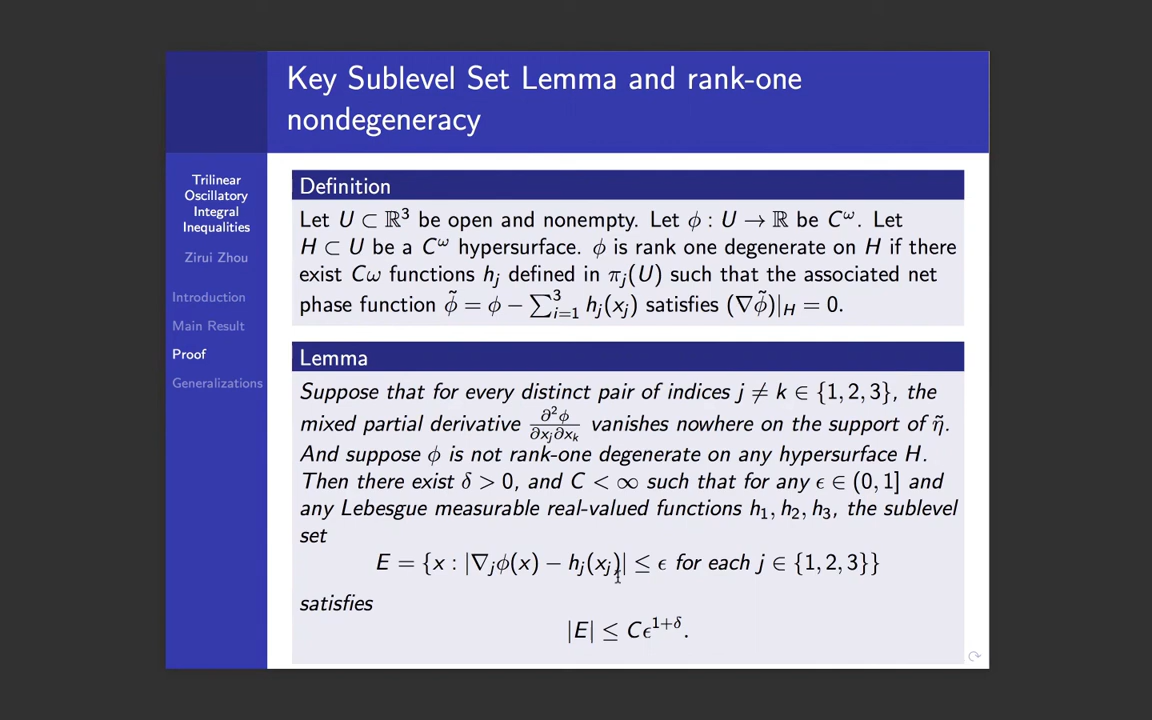 Key Sublevel Set Lemma and rank-one
nondegeneracy
Trilinear
Oscillatory
Integral
Inequalities
Zirui Zhou
Introduction
Main Result
Proof
Generalizations
Definition
Let U ⊂ ℝ³ be open and nonempty. Let ϕ : U → ℝ be C^ω. Let
H ⊂ U be a C^ω hypersurface. ϕ is rank one degenerate on H if there
exist Cω functions h_j defined in π_j(U) such that the associated net
phase function ϕ̃ = ϕ − ∑_{i=1}^3 h_j(x_j) satisfies (∇ϕ̃)|_H = 0.
Lemma
Suppose that for every distinct pair of indices j ≠ k ∈ {1, 2, 3}, the
mixed partial derivative ∂²ϕ/∂x_j∂x_k vanishes nowhere on the support of η̃.
And suppose ϕ is not rank-one degenerate on any hypersurface H.
Then there exist δ > 0, and C < ∞ such that for any ϵ ∈ (0, 1] and
any Lebesgue measurable real-valued functions h₁, h₂, h₃, the sublevel
set
E = {x : |∇_jϕ(x) − h_j(x_j)| ≤ ϵ for each j ∈ {1, 2, 3}}
satisfies
|E| ≤ Cϵ^{1+δ}.